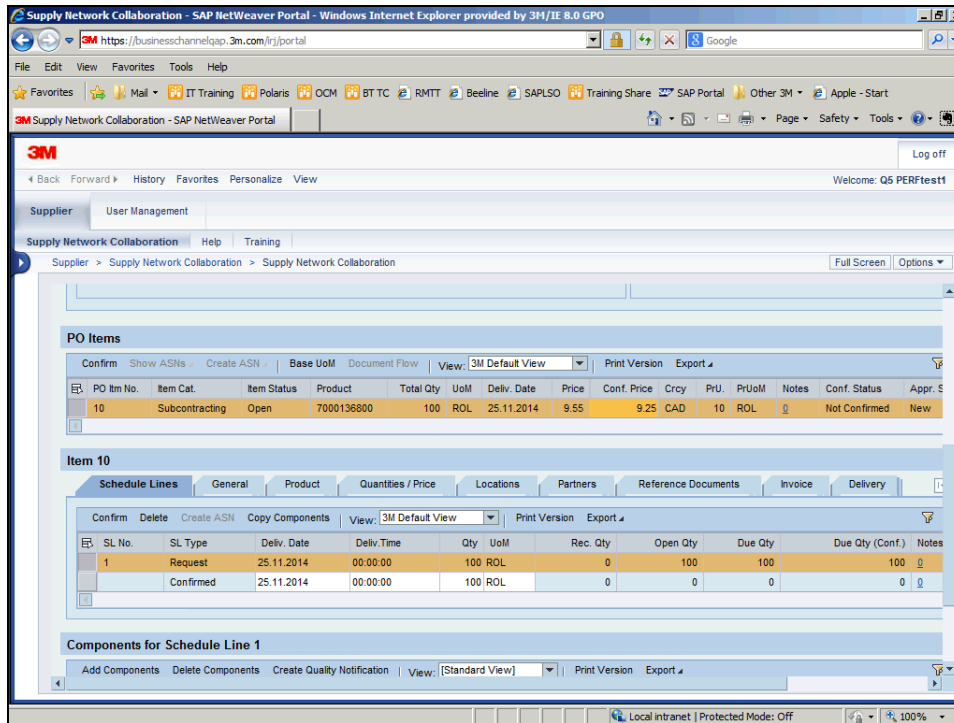 Supply Network Collaboration - SAP NetWeaver Portal - Windows Internet Explorer provided by 3M/IE 8.0 GPO
3M https://businesschannelqap.3m.com/irj/portal Google
File Edit View Favorites Tools Help
Favorites Mail IT Training Polaris OCM BT TC RMTT Beeline SAPLSO Training Share SAP Portal Other 3M Apple - Start
3M Supply Network Collaboration - SAP NetWeaver Portal Page Safety Tools
3M Log off
Back Forward History Favorites Personalize View Welcome: Q5 PERFtest1
Supplier User Management
Supply Network Collaboration Help Training
Supplier > Supply Network Collaboration > Supply Network Collaboration Full Screen Options
PO Items
Confirm Show ASNs Create ASN Base UoM Document Flow View: 3M Default View Print Version Export
PO Itm No. Item Cat. Item Status Product Total Qty UoM Deliv. Date Price Conf. Price Crcy PrU. PrUoM Notes Conf. Status Appr. S
10 Subcontracting Open 7000136800 100 ROL 25.11.2014 9.55 9.25 CAD 10 ROL 0 Not Confirmed New
Item 10
Schedule Lines General Product Quantities / Price Locations Partners Reference Documents Invoice Delivery
Confirm Delete Create ASN Copy Components View: 3M Default View Print Version Export
SL No. SL Type Deliv. Date Deliv.Time Qty UoM Rec. Qty Open Qty Due Qty Due Qty (Conf.) Notes
1 Request 25.11.2014 00:00:00 100 ROL 0 100 100 100 0
Confirmed 25.11.2014 00:00:00 100 ROL 0 0 0 0 0
Components for Schedule Line 1
Add Components Delete Components Create Quality Notification View: [Standard View] Print Version Export
Local intranet | Protected Mode: Off 100%